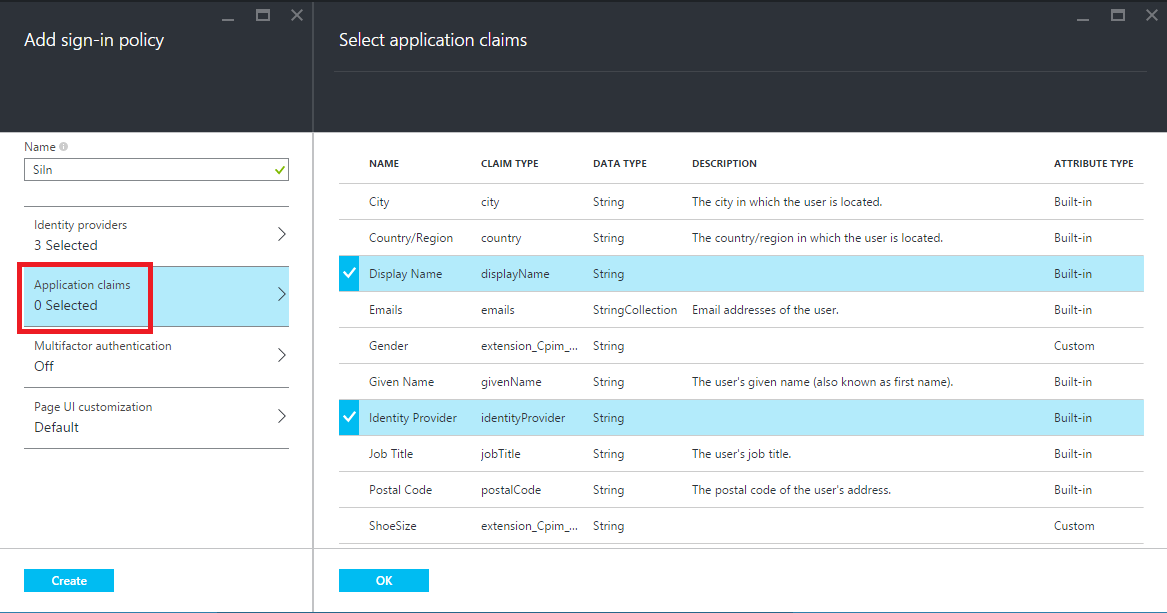 Add sign-in policy
Name
SiIn
Identity providers
3 Selected
Application claims
0 Selected
Multifactor authentication
Off
Page UI customization
Default
Create
Select application claims
NAME CLAIM TYPE DATA TYPE DESCRIPTION ATTRIBUTE TYPE
City city String The city in which the user is located. Built-in
Country/Region country String The country/region in which the user is located. Built-in
Display Name displayName String Built-in
Emails emails StringCollection Email addresses of the user. Built-in
Gender extension_Cpim_... String Custom
Given Name givenName String The user's given name (also known as first name). Built-in
Identity Provider identityProvider String Built-in
Job Title jobTitle String The user's job title. Built-in
Postal Code postalCode String The postal code of the user's address. Built-in
ShoeSize extension_Cpim_... String Custom
OK